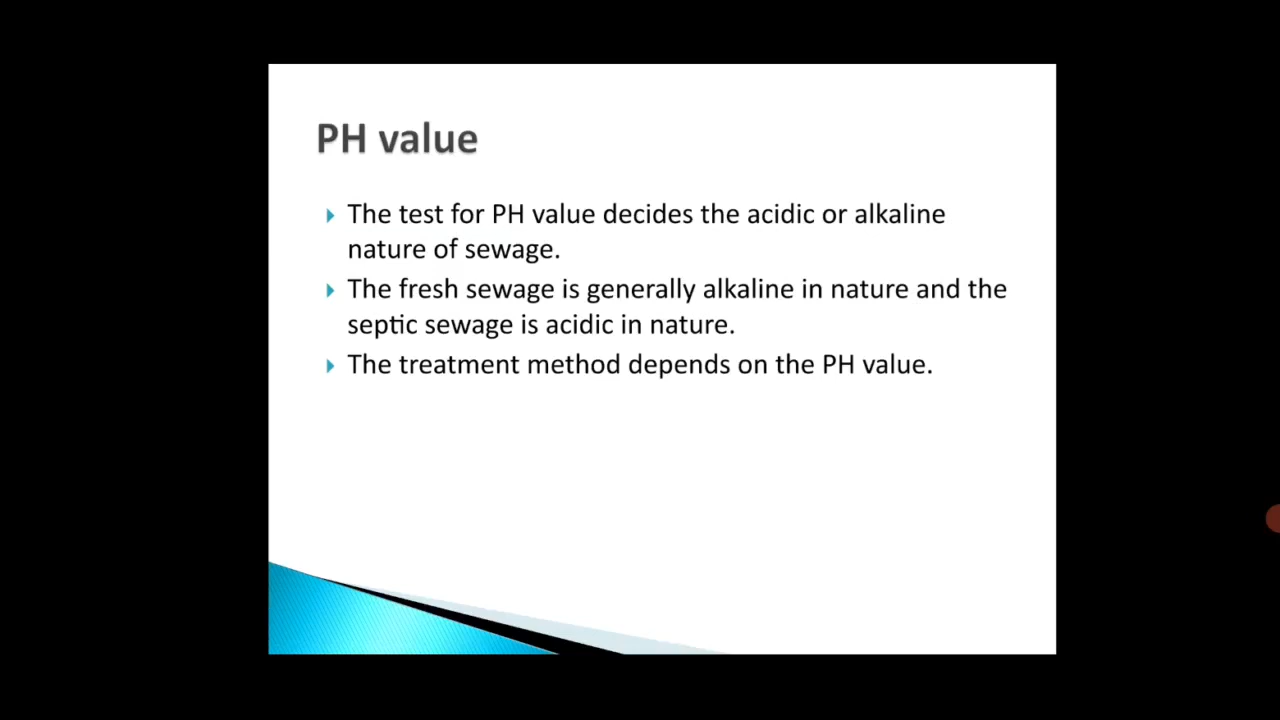 PH value
The test for PH value decides the acidic or alkaline
nature of sewage.
The fresh sewage is generally alkaline in nature and the
septic sewage is acidic in nature.
The treatment method depends on the PH value.